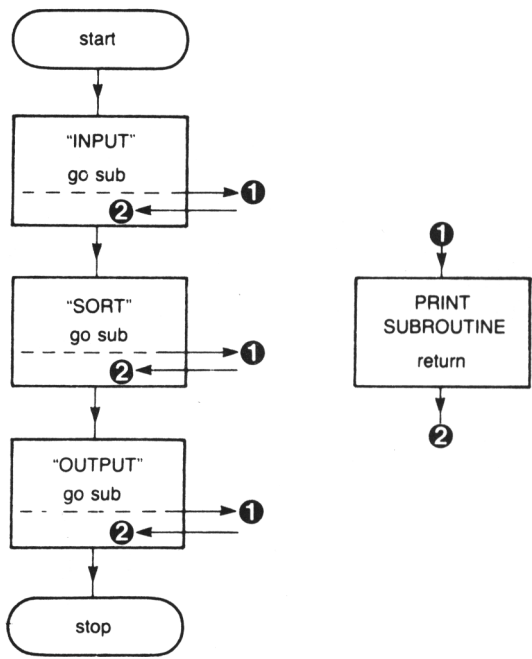 start
"INPUT"
go sub
1
2
"SORT"
go sub
1
2
"OUTPUT"
go sub
1
2
stop
1
PRINT
SUBROUTINE
return
2